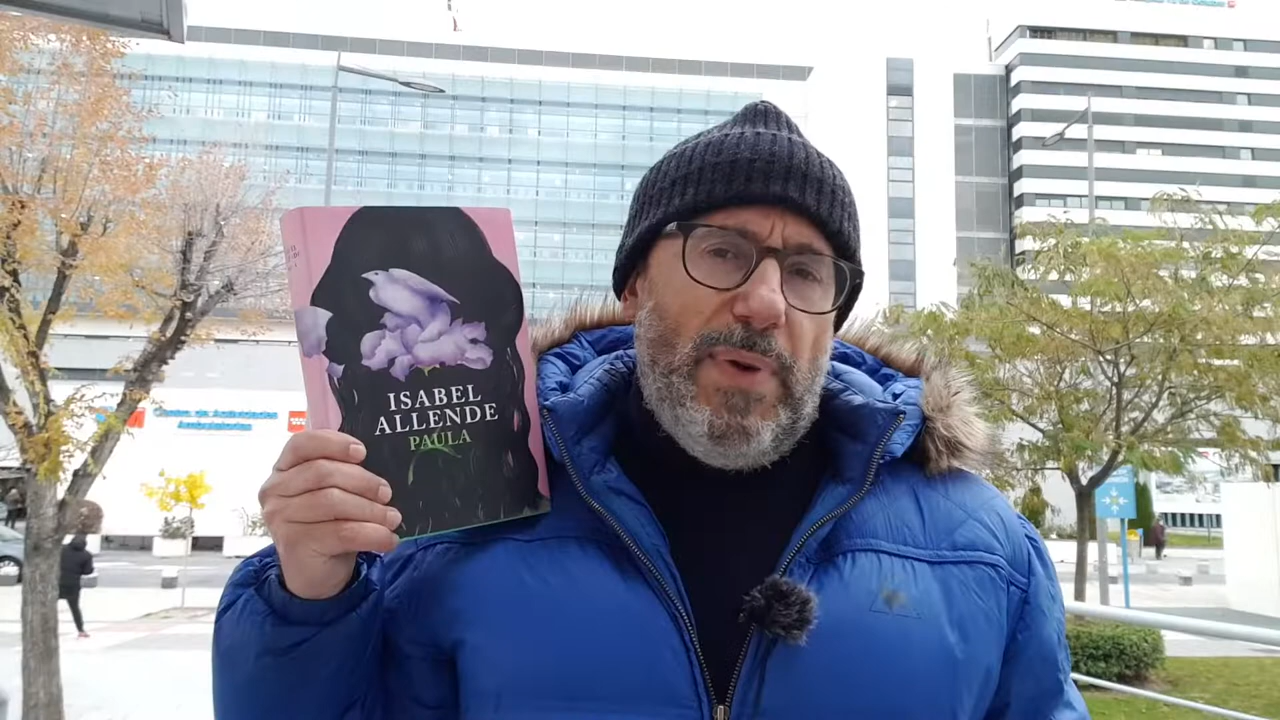 ISABEL
ALLENDE
PAULA
Centro de Actividades
Ambulatorias